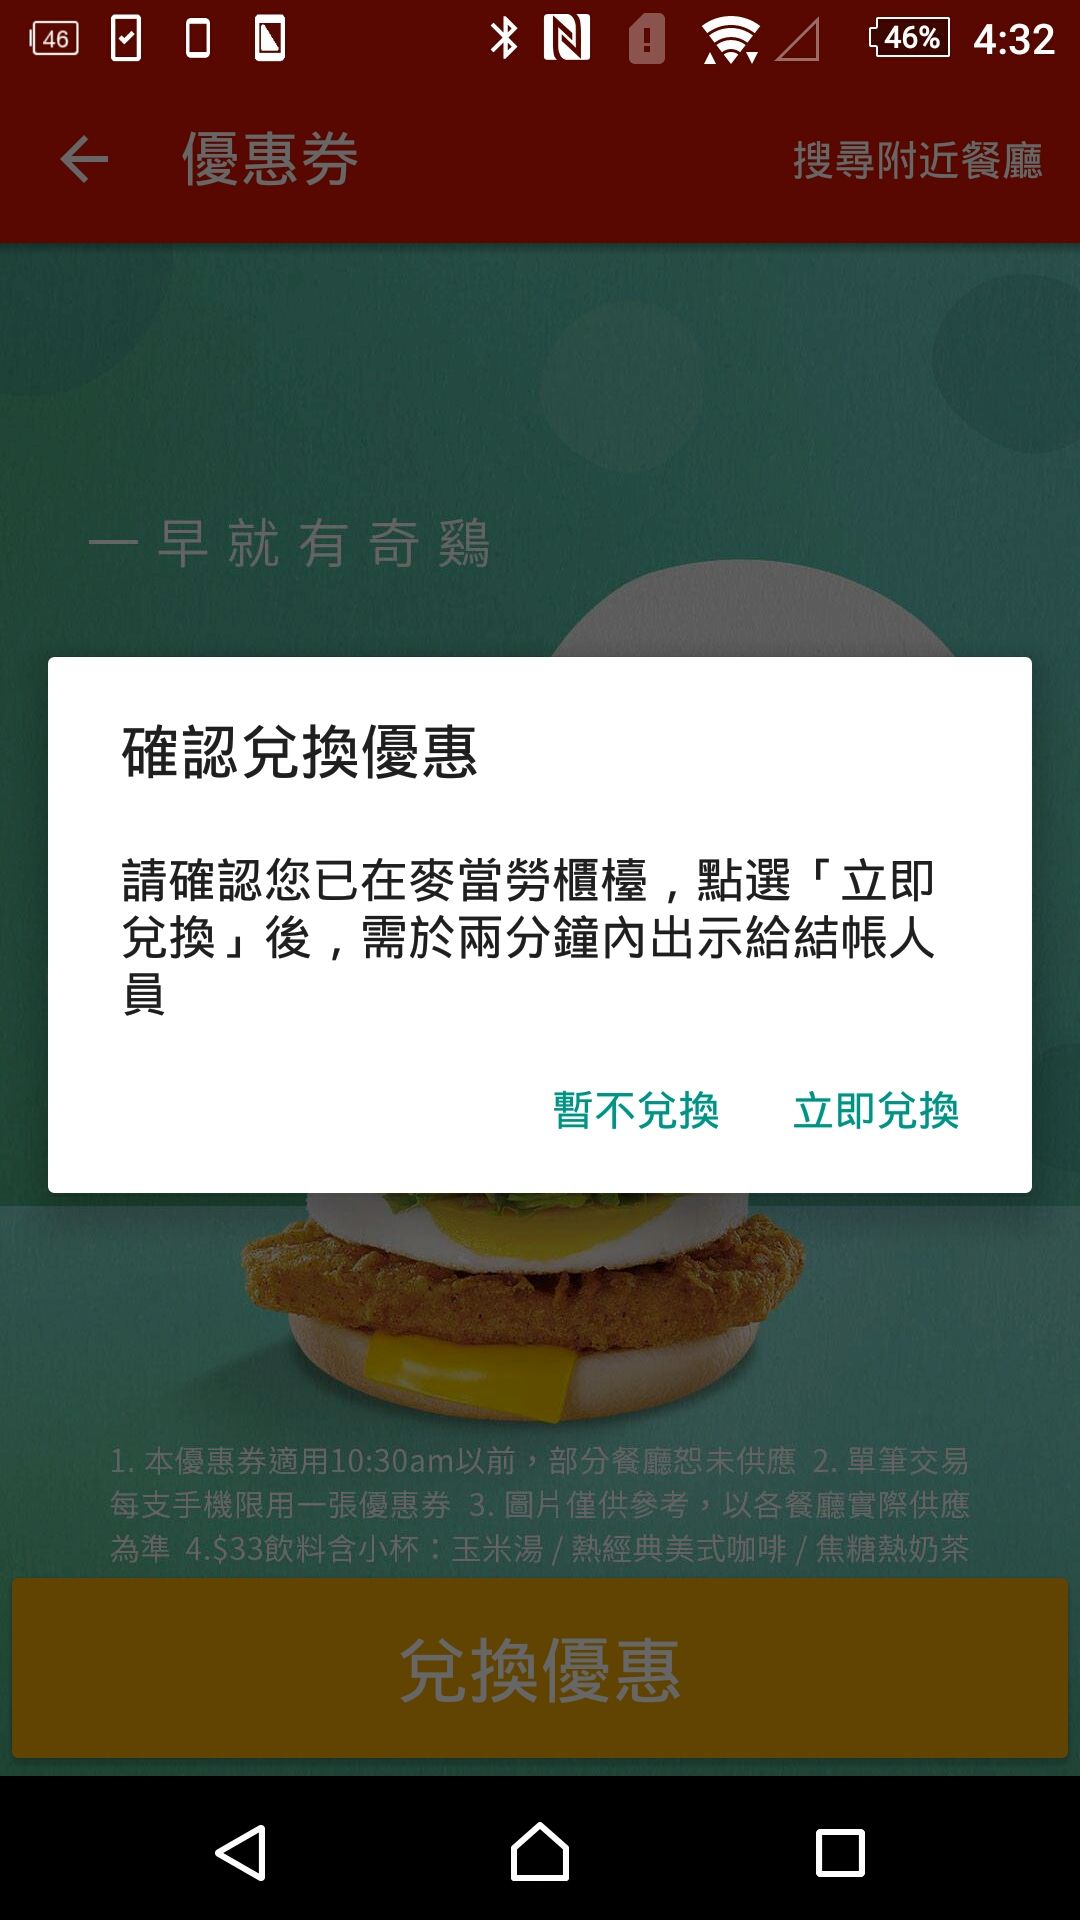 46
46%
4:32
優惠券
搜尋附近餐廳
一早就有奇鷄
確認兌換優惠
請確認您已在麥當勞櫃檯，點選「立即
兌換」後，需於兩分鐘內出示給結帳人
員
暫不兌換
立即兌換
1. 本優惠券適用10:30am以前，部分餐廳恕未供應 2. 單筆交易
每支手機限用一張優惠券 3. 圖片僅供參考，以各餐廳實際供應
為準 4.$33飲料含小杯：玉米湯 / 熱經典美式咖啡 / 焦糖熱奶茶
兌換優惠